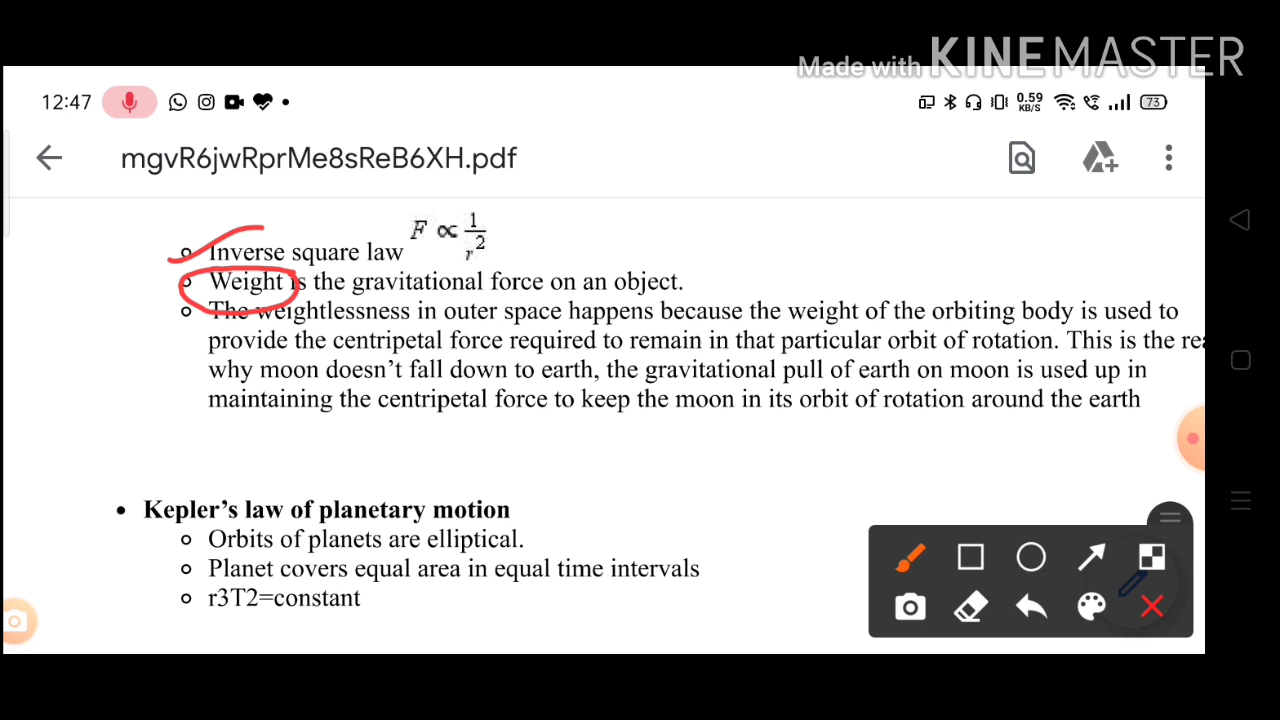 Made with KINEMASTER
12:47 0.59 KB/S 73
mgvR6jwRprMe8sReB6XH.pdf
Inverse square law F ∝ 1/r²
Weight is the gravitational force on an object.
The weightlessness in outer space happens because the weight of the orbiting body is used to
provide the centripetal force required to remain in that particular orbit of rotation. This is the rea
why moon doesn't fall down to earth, the gravitational pull of earth on moon is used up in
maintaining the centripetal force to keep the moon in its orbit of rotation around the earth
• Kepler's law of planetary motion
Orbits of planets are elliptical.
Planet covers equal area in equal time intervals
r3T2=constant